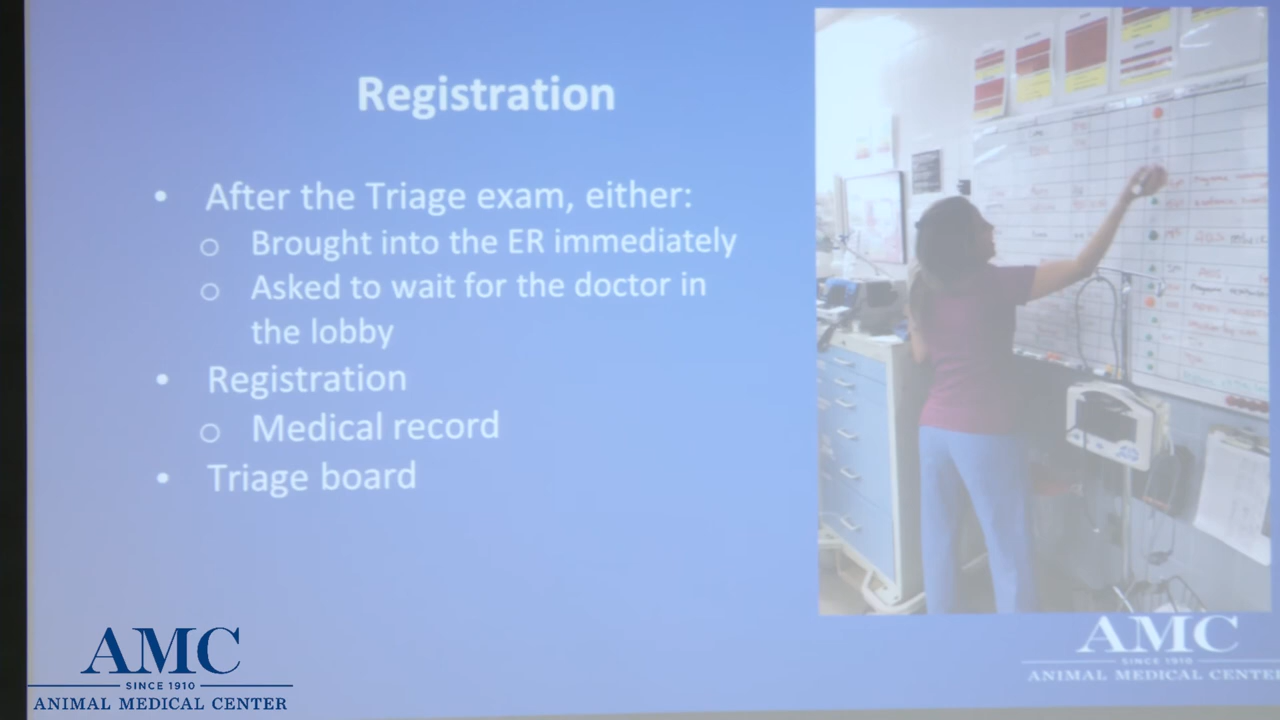 Registration
• After the Triage exam, either:
o Brought into the ER immediately
o Asked to wait for the doctor in
the lobby
• Registration
o Medical record
• Triage board
AMC
SINCE 1910
ANIMAL MEDICAL CENTER
AMC
SINCE 1910
ANIMAL MEDICAL CENTE